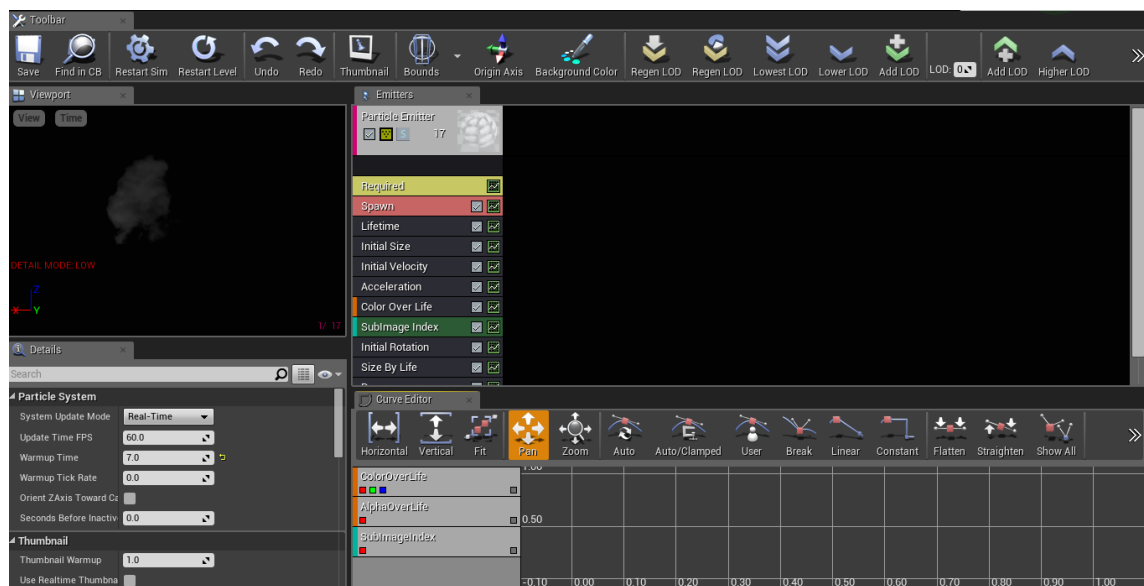 Toolbar
Save Find in CB Restart Sim Restart Level Undo Redo Thumbnail Bounds Origin Axis Background Color Regen LOD Regen LOD Lowest LOD Lower LOD Add LOD LOD: 0 Add LOD Higher LOD
Viewport
View Time
DETAIL MODE: LOW
Z
X Y
1/ 17
Emitters
Particle Emitter
S 17
Required
Spawn
Lifetime
Initial Size
Initial Velocity
Acceleration
Color Over Life
SubImage Index
Initial Rotation
Size By Life
Details
Search
Particle System
System Update Mode Real-Time
Update Time FPS 60.0
Warmup Time 7.0
Warmup Tick Rate 0.0
Orient ZAxis Toward Ca
Seconds Before Inactiv 0.0
Thumbnail
Thumbnail Warmup 1.0
Use Realtime Thumbna
Curve Editor
Horizontal Vertical Fit Pan Zoom Auto Auto/Clamped User Break Linear Constant Flatten Straighten Show All
ColorOverLife
AlphaOverLife
SubImageIndex
1.00
0.50
-0.10 0.00 0.10 0.20 0.30 0.40 0.50 0.60 0.70 0.80 0.90 1.00